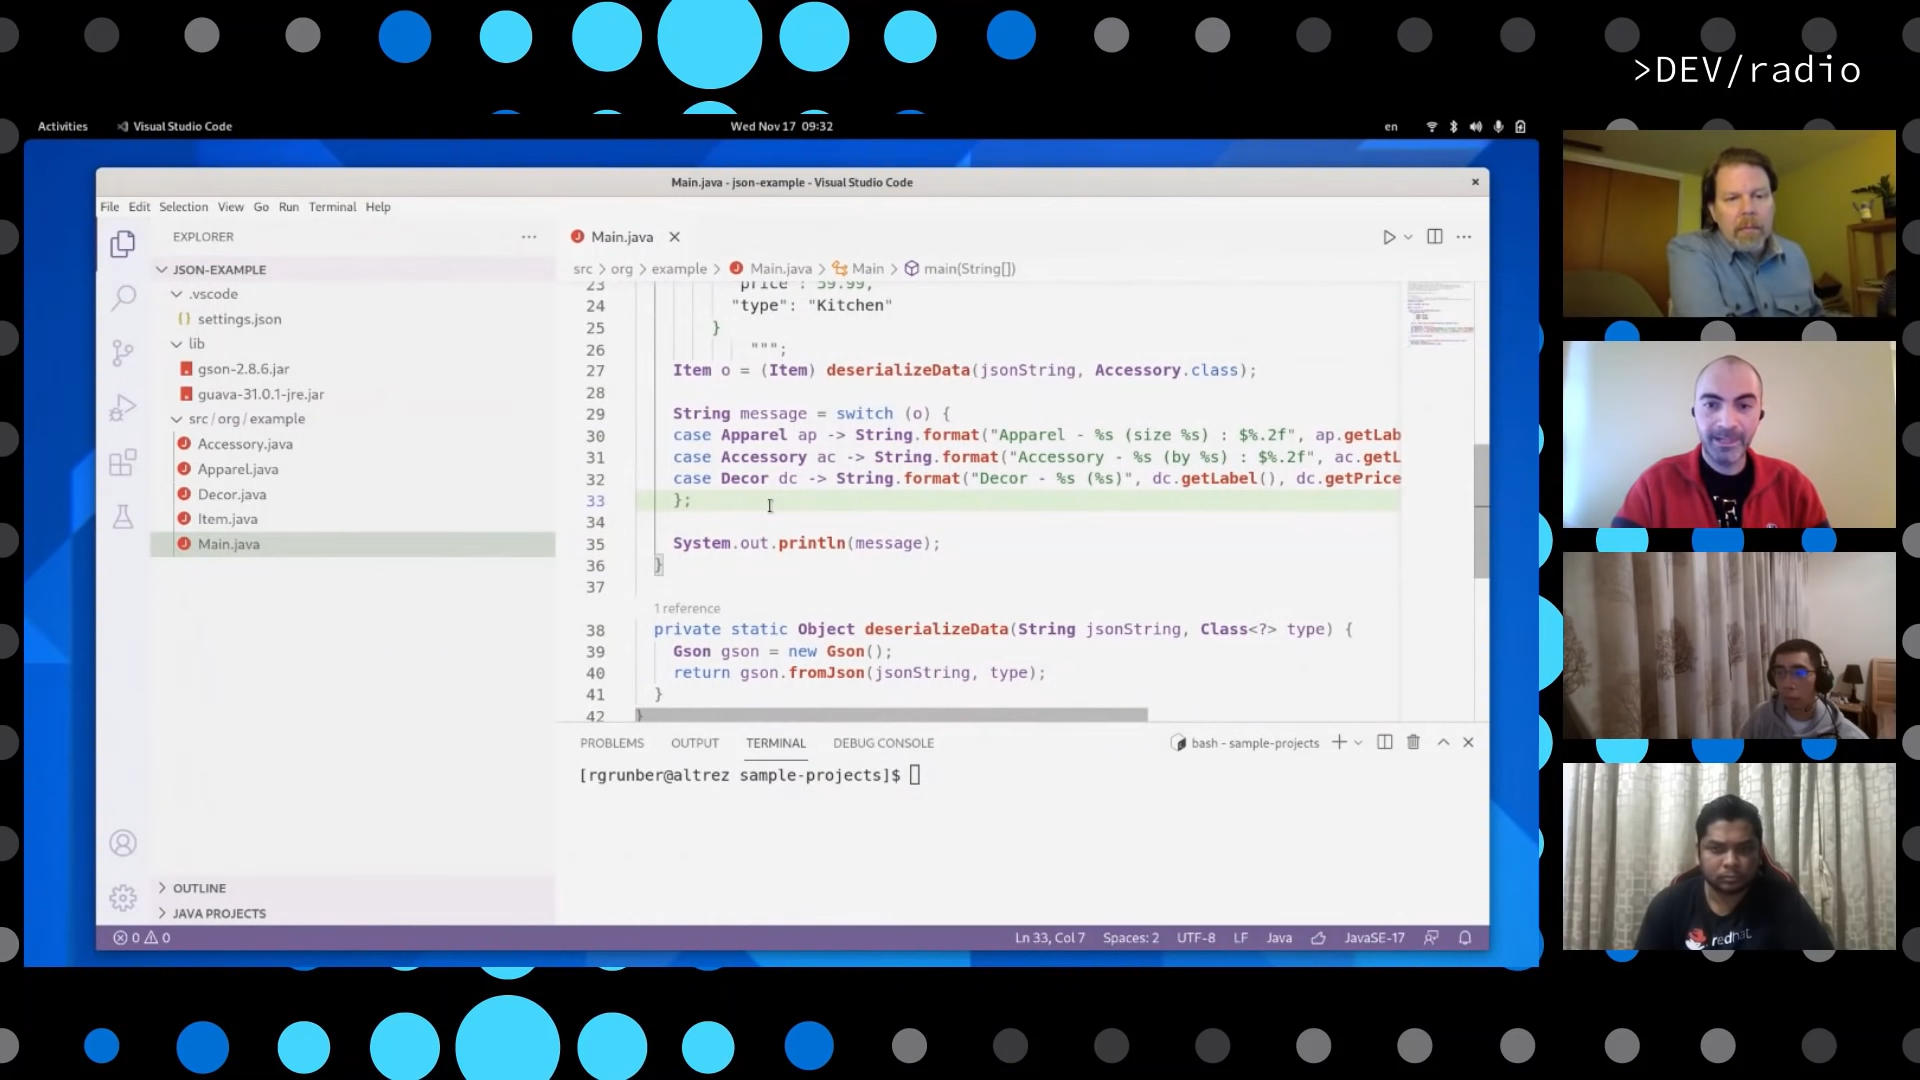 >DEV/radio
Activities
Visual Studio Code
Wed Nov 17 09:32
en
Main.java - json-example - Visual Studio Code
File Edit Selection View Go Run Terminal Help
EXPLORER
JSON-EXAMPLE
.vscode
settings.json
lib
gson-2.8.6.jar
guava-31.0.1-jre.jar
src/org/example
Accessory.java
Apparel.java
Decor.java
Item.java
Main.java
OUTLINE
JAVA PROJECTS
Main.java
src > org > example > Main.java > Main > main(String[])
23 "price": 59.99,
24 "type": "Kitchen"
25 }
26 """;
27 Item o = (Item) deserializeData(jsonString, Accessory.class);
28
29 String message = switch (o) {
30 case Apparel ap -> String.format("Apparel - %s (size %s) : $%.2f", ap.getLab
31 case Accessory ac -> String.format("Accessory - %s (by %s) : $%.2f", ac.getL
32 case Decor dc -> String.format("Decor - %s (%s)", dc.getLabel(), dc.getPrice
33 };
34
35 System.out.println(message);
36 }
37
1 reference
38 private static Object deserializeData(String jsonString, Class<?> type) {
39 Gson gson = new Gson();
40 return gson.fromJson(jsonString, type);
41 }
42 }
PROBLEMS OUTPUT TERMINAL DEBUG CONSOLE
bash - sample-projects
[rgrunber@altrez sample-projects]$
0 0
Ln 33, Col 7 Spaces: 2 UTF-8 LF Java JavaSE-17
redhat